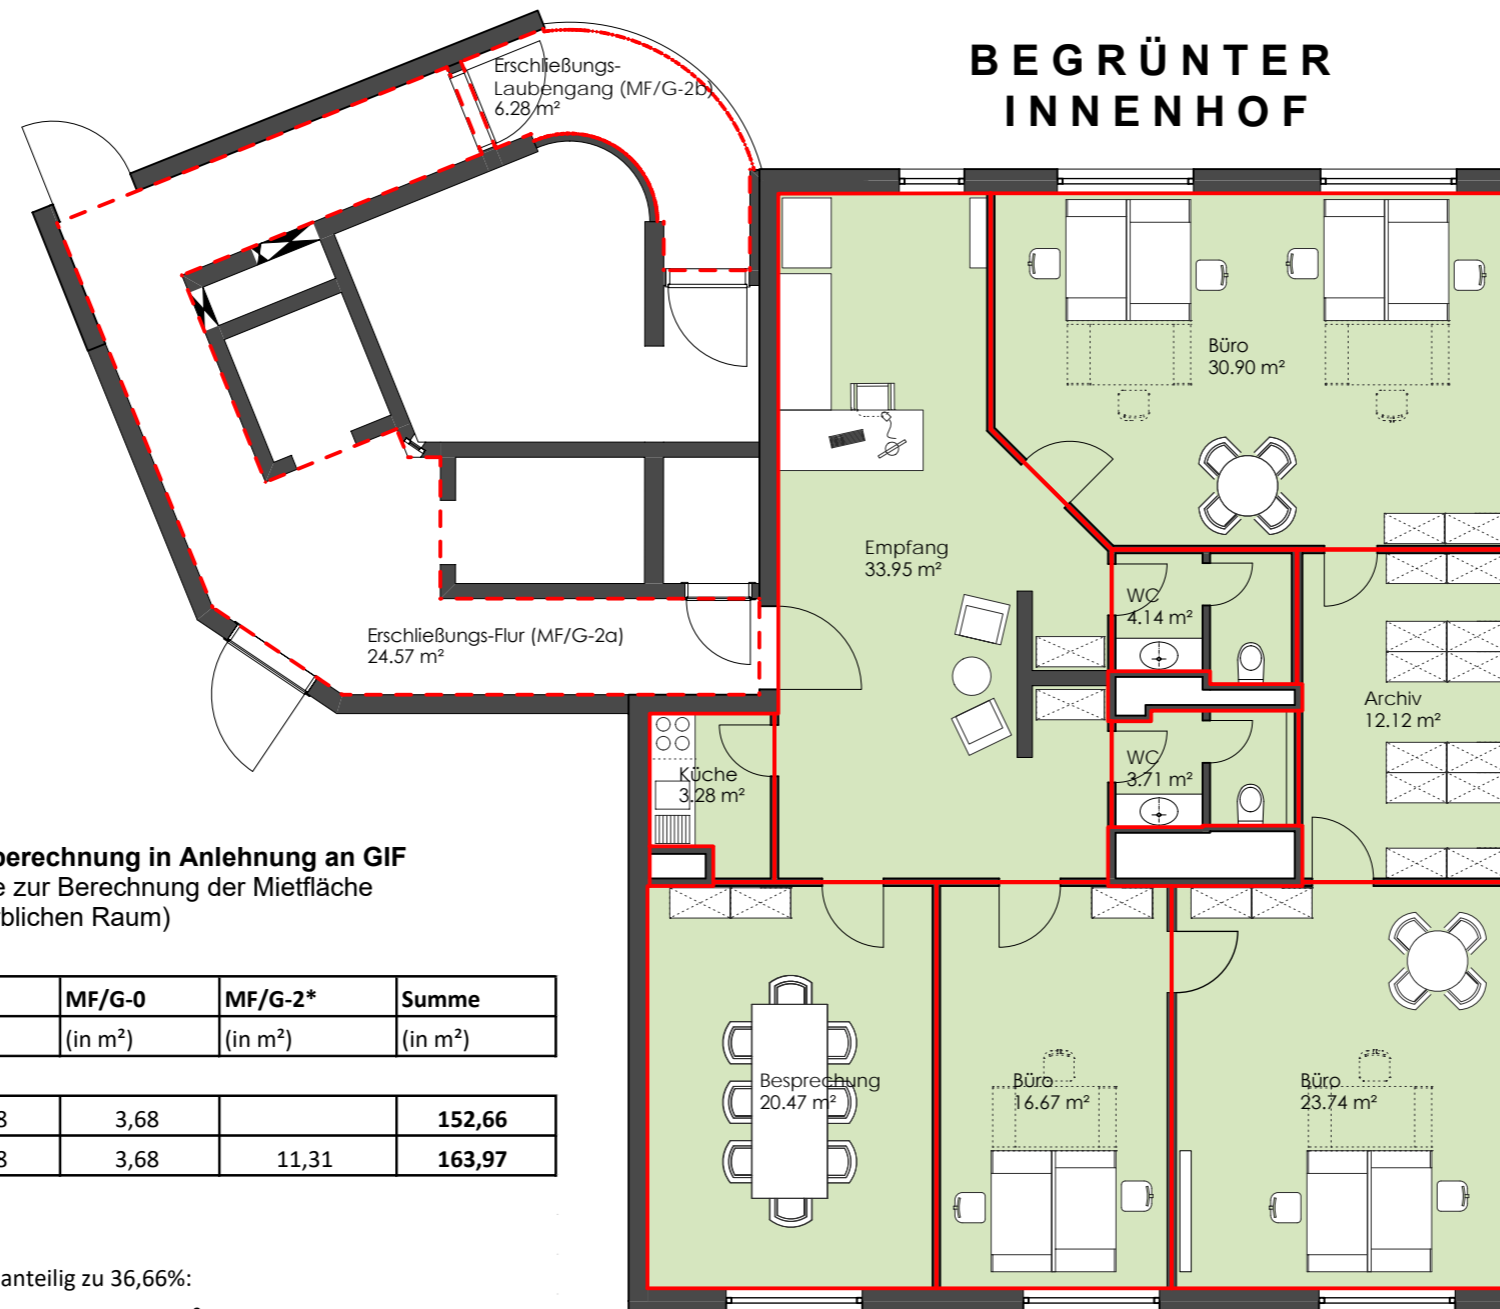 BEGRÜNTER
INNENHOF
Erschließungs-
Laubengang (MF/G-2b)
6.28 m²
Büro
30.90 m²
Empfang
33.95 m²
WC
4.14 m²
Erschließungs-Flur (MF/G-2a)
24.57 m²
Archiv
12.12 m²
WC
3.71 m²
Küche
3.28 m²
berechnung in Anlehnung an GIF
e zur Berechnung der Mietfläche
blichen Raum)
MF/G-0 MF/G-2* Summe
(in m²) (in m²) (in m²)
8 3,68 152,66
8 3,68 11,31 163,97
Besprechung
20.47 m²
Büro
16.67 m²
Büro
23.74 m²
anteilig zu 36,66%: